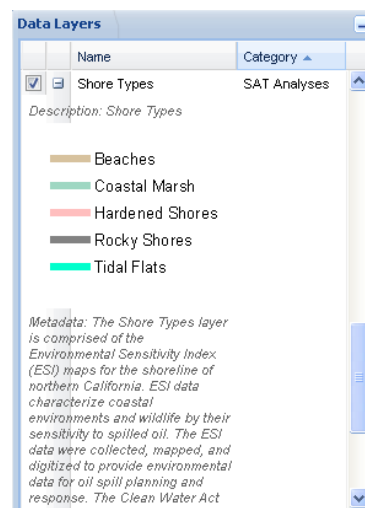 Data Layers
Name Category
Shore Types SAT Analyses
Description: Shore Types
Beaches
Coastal Marsh
Hardened Shores
Rocky Shores
Tidal Flats
Metadata: The Shore Types layer
is comprised of the
Environmental Sensitivity Index
(ESI) maps for the shoreline of
northern California. ESI data
characterize coastal
environments and wildlife by their
sensitivity to spilled oil. The ESI
data were collected, mapped, and
digitized to provide environmental
data for oil spill planning and
response. The Clean Water Act